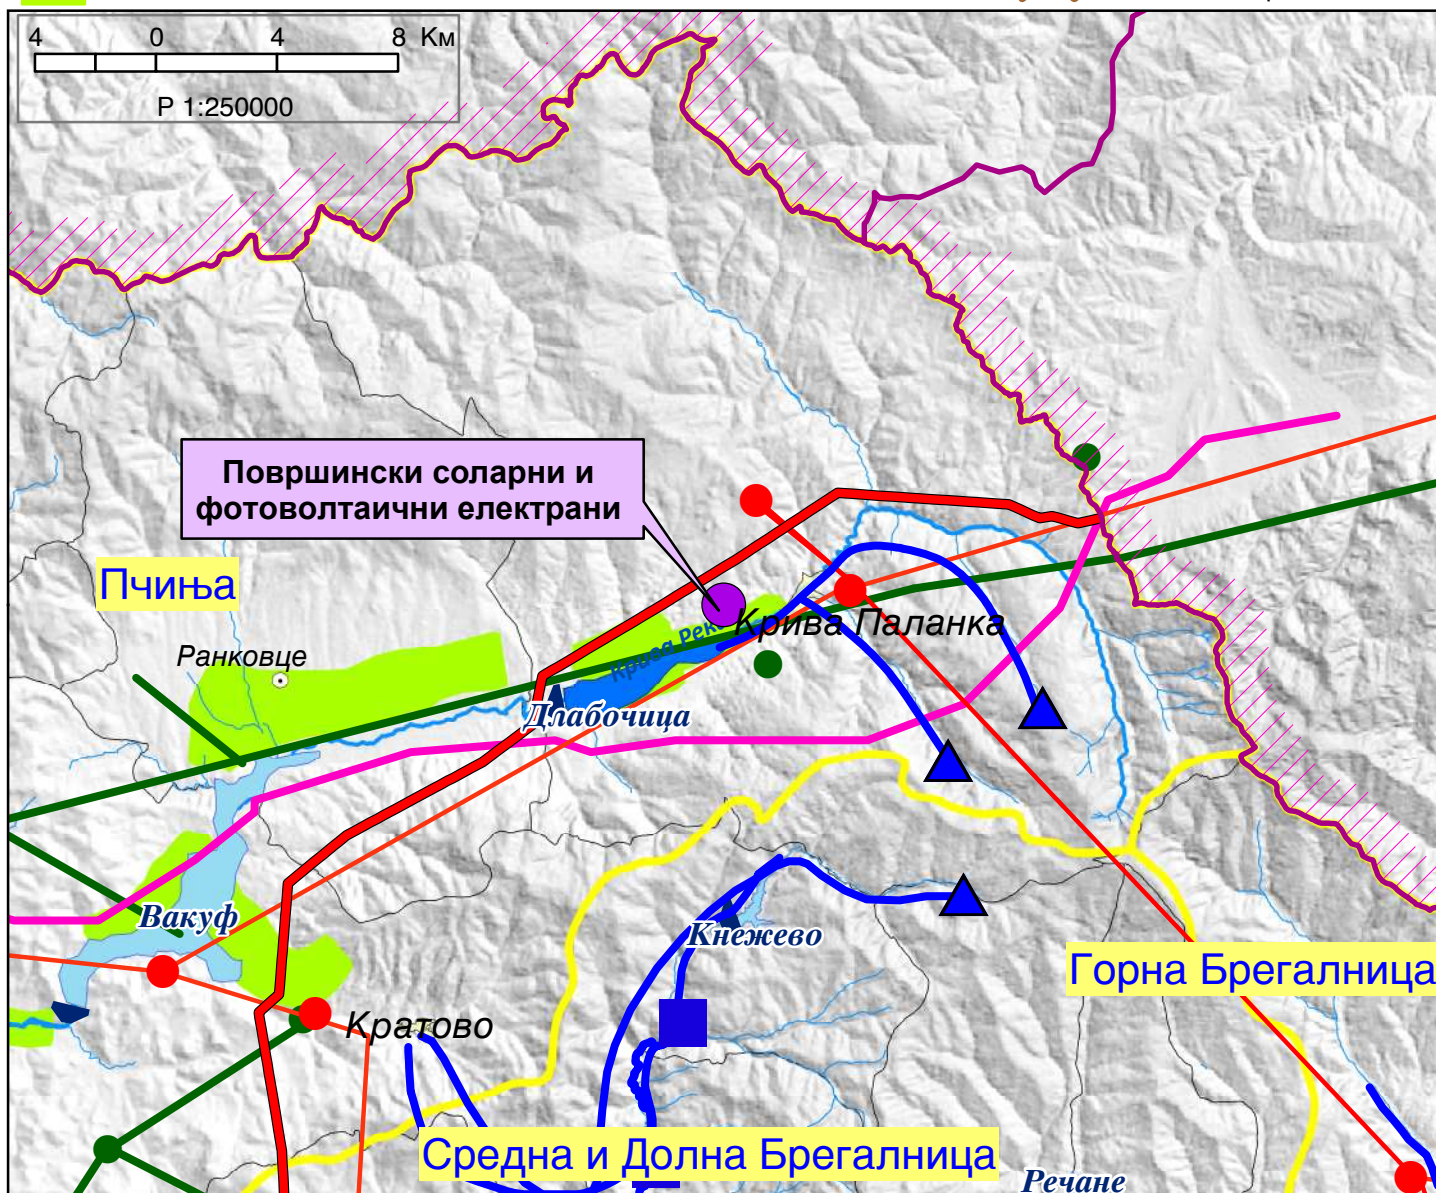 4 0 4 8 Км
Р 1:250000
Површински соларни и
фотоволтаични електрани
Пчиња
Ранковце
Крива Река
Крива Паланка
Длабочица
Вакуф
Кнежево
Горна Брегалница
Кратово
Средна и Долна Брегалница
Речане